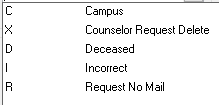 C Campus
X Counselor Request Delete
D Deceased
I Incorrect
R Request No Mail